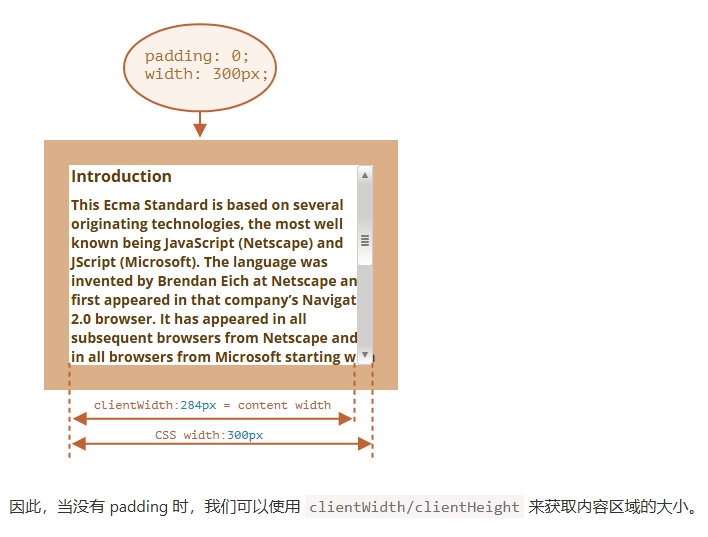 padding: 0;
width: 300px;
Introduction
This Ecma Standard is based on several
originating technologies, the most well
known being JavaScript (Netscape) and
JScript (Microsoft). The language was
invented by Brendan Eich at Netscape an
first appeared in that company’s Navigat
2.0 browser. It has appeared in all
subsequent browsers from Netscape and
in all browsers from Microsoft starting
clientWidth:284px = content width
CSS width:300px
因此，当没有 padding 时，我们可以使用 clientWidth/clientHeight 来获取内容区域的大小。